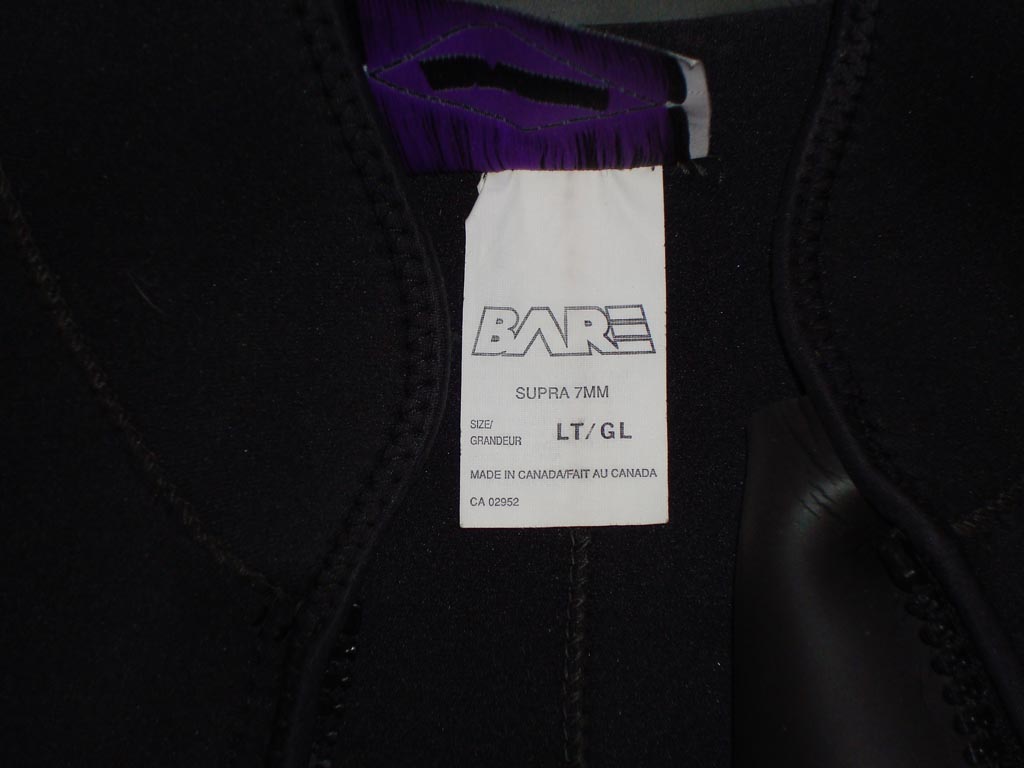 BARE
SUPRA 7MM
SIZE/
GRANDEUR LT/GL
MADE IN CANADA/FAIT AU CANADA
CA 02952